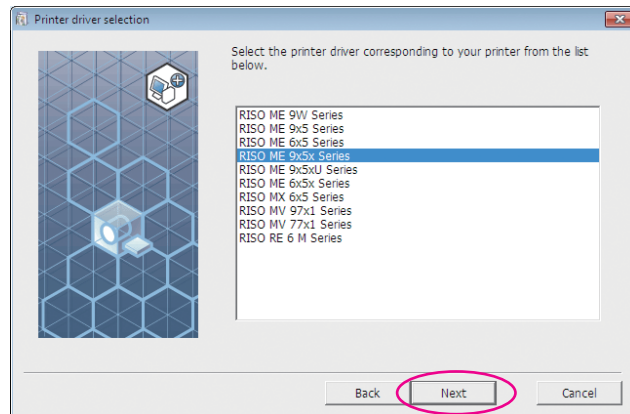 Printer driver selection
Select the printer driver corresponding to your printer from the list
below.
RISO ME 9W Series
RISO ME 9x5 Series
RISO ME 6x5 Series
RISO ME 9x5x Series
RISO ME 9x5xU Series
RISO ME 6x5x Series
RISO MX 6x5 Series
RISO MV 97x1 Series
RISO MV 77x1 Series
RISO RE 6 M Series
Back Next Cancel